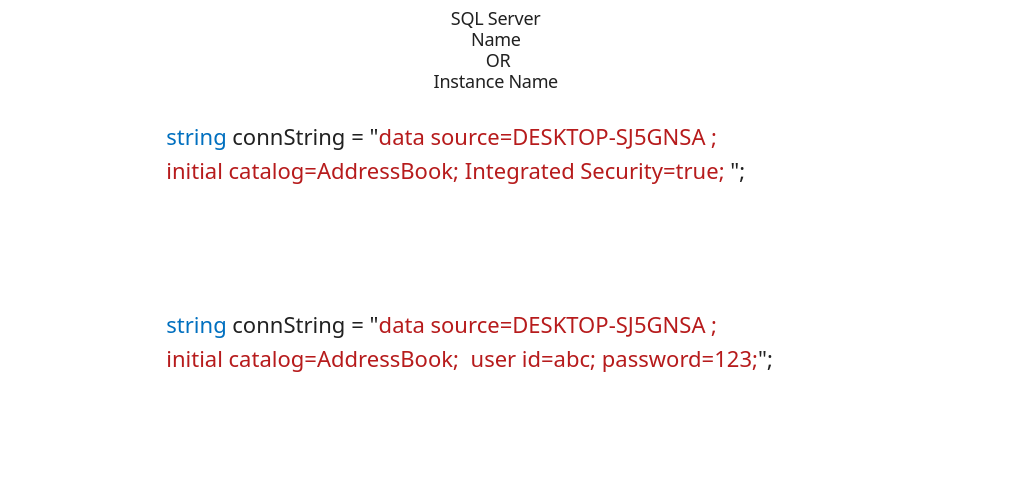 SQL Server
Name
OR
Instance Name
string connString = "data source=DESKTOP-SJ5GNSA ;
initial catalog=AddressBook; Integrated Security=true; ";
string connString = "data source=DESKTOP-SJ5GNSA ;
initial catalog=AddressBook;  user id=abc; password=123;";